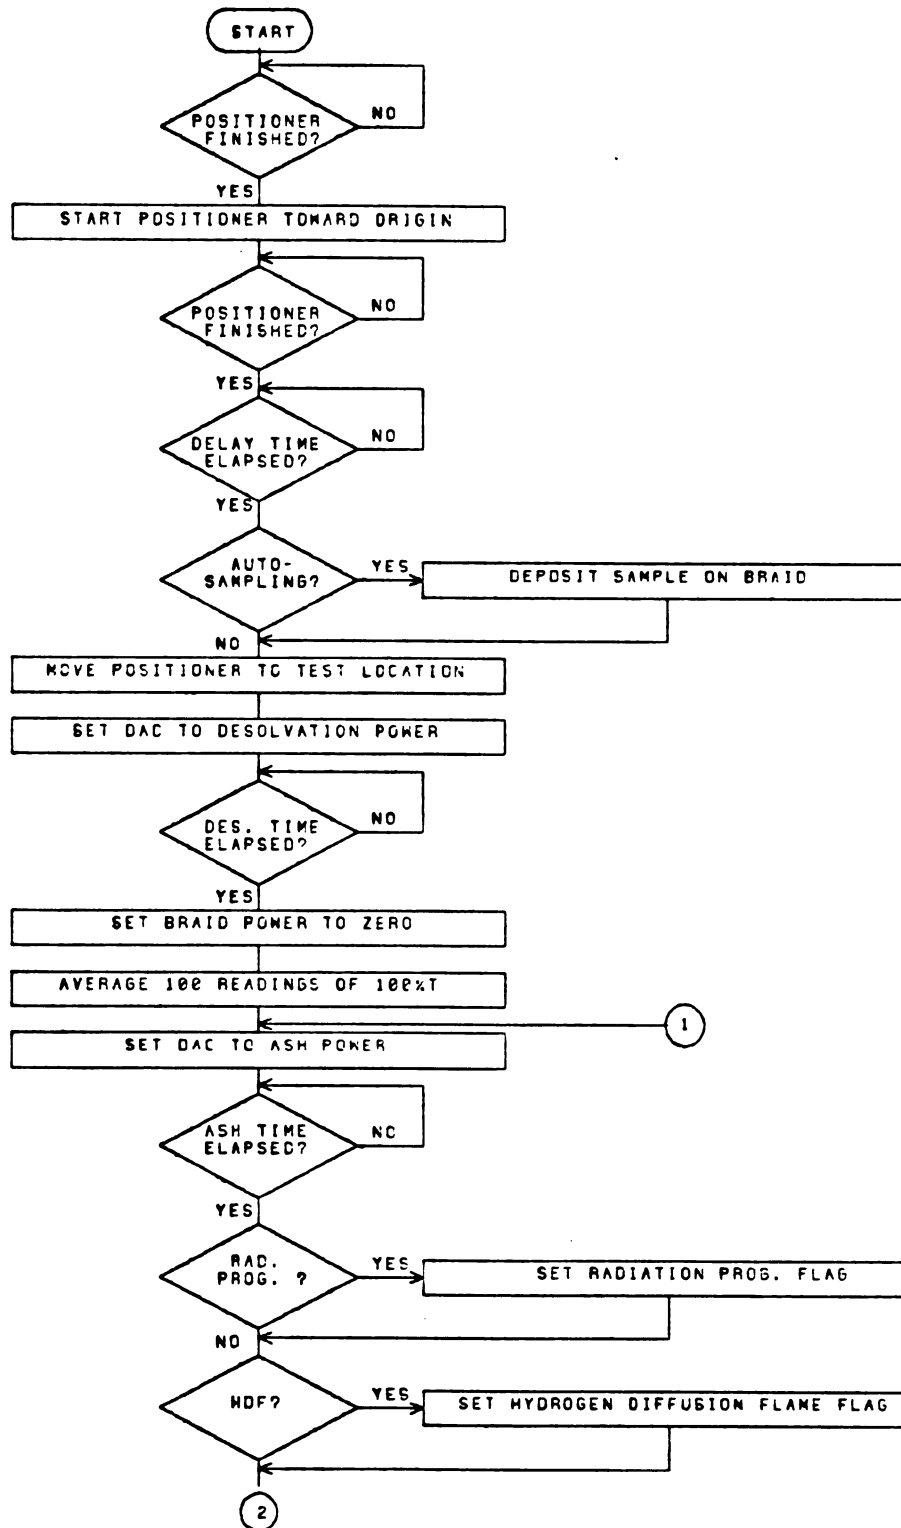 START
POSITIONER
FINISHED?
NO
YES
START POSITIONER TOWARD ORIGIN
POSITIONER
FINISHED?
NO
YES
DELAY TIME
ELAPSED?
NO
YES
AUTO-
SAMPLING?
YES
DEPOSIT SAMPLE ON BRAID
NO
MOVE POSITIONER TO TEST LOCATION
SET DAC TO DESOLVATION POWER
DES. TIME
ELAPSED?
NO
YES
SET BRAID POWER TO ZERO
AVERAGE 100 READINGS OF 100%T
1
SET DAC TO ASH POWER
ASH TIME
ELAPSED?
NO
YES
RAD.
PROG. ?
YES
SET RADIATION PROG. FLAG
NO
HDF?
YES
SET HYDROGEN DIFFUSION FLAME FLAG
2